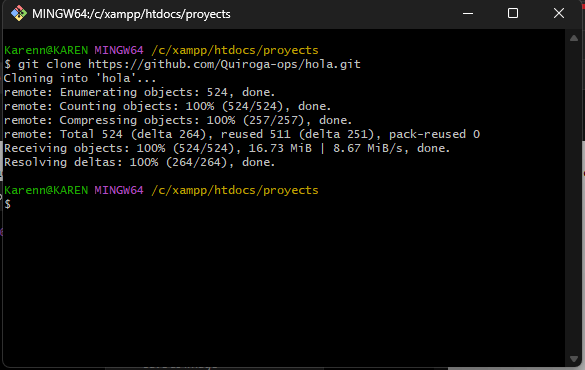 MINGW64:/c/xampp/htdocs/proyects
Karenn@KAREN MINGW64 /c/xampp/htdocs/proyects
$ git clone https://github.com/Quiroga-ops/hola.git
Cloning into 'hola'...
remote: Enumerating objects: 524, done.
remote: Counting objects: 100% (524/524), done.
remote: Compressing objects: 100% (257/257), done.
remote: Total 524 (delta 264), reused 511 (delta 251), pack-reused 0
Receiving objects: 100% (524/524), 16.73 MiB | 8.67 MiB/s, done.
Resolving deltas: 100% (264/264), done.
Karenn@KAREN MINGW64 /c/xampp/htdocs/proyects
$